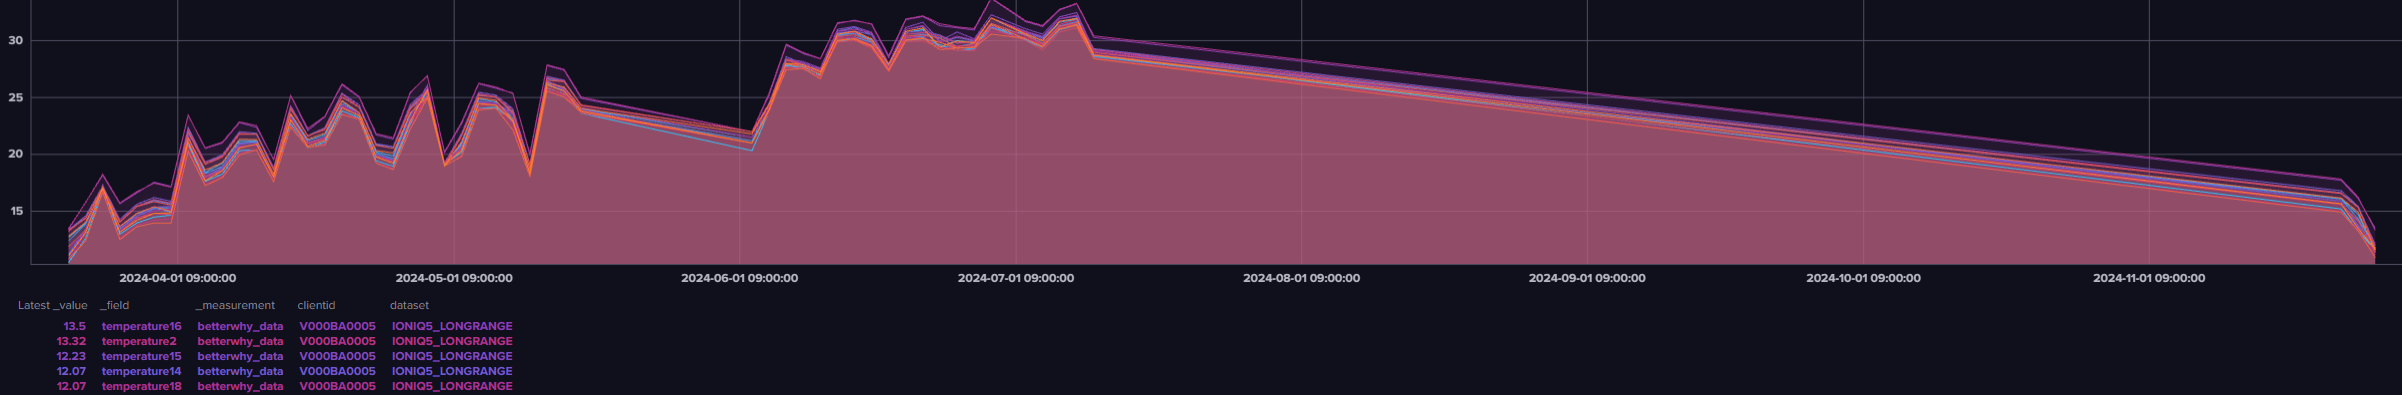 30
25
20
15
2024-04-01 09:00:00 2024-05-01 09:00:00 2024-06-01 09:00:00 2024-07-01 09:00:00 2024-08-01 09:00:00 2024-09-01 09:00:00 2024-10-01 09:00:00 2024-11-01 09:00:00
Latest _value _field _measurement clientid dataset
13.5 temperature16 betterwhy_data V000BA0005 IONIQ5_LONGRANGE
13.32 temperature2 betterwhy_data V000BA0005 IONIQ5_LONGRANGE
12.23 temperature15 betterwhy_data V000BA0005 IONIQ5_LONGRANGE
12.07 temperature14 betterwhy_data V000BA0005 IONIQ5_LONGRANGE
12.07 temperature18 betterwhy_data V000BA0005 IONIQ5_LONGRANGE